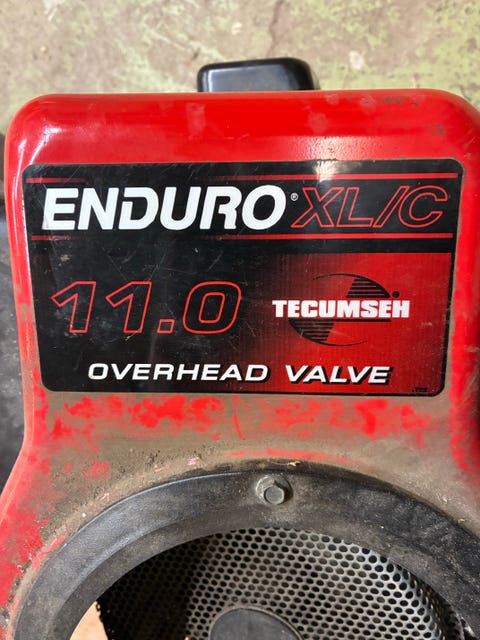 ENDURO® XL/C
11.0
TECUMSEH®
OVERHEAD VALVE